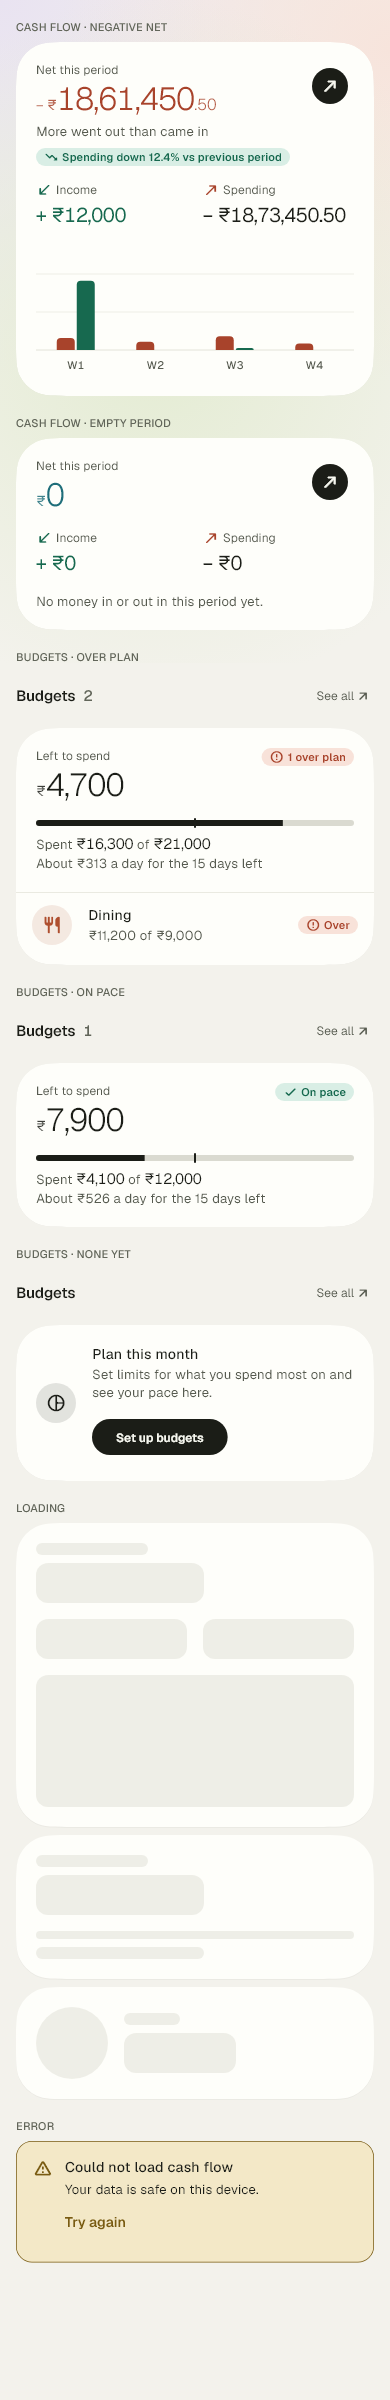 CASH FLOW · NEGATIVE NET
Net this period
– ₹18,61,450.50
More went out than came in
Spending down 12.4% vs previous period
Income
Spending
+ ₹12,000
– ₹18,73,450.50
W1
W2
W3
W4
CASH FLOW · EMPTY PERIOD
Net this period
₹0
Income
Spending
+ ₹0
– ₹0
No money in or out in this period yet.
BUDGETS · OVER PLAN
Budgets 2
See all
Left to spend
1 over plan
₹4,700
Spent ₹16,300 of ₹21,000
About ₹313 a day for the 15 days left
Dining
₹11,200 of ₹9,000
Over
BUDGETS · ON PACE
Budgets 1
See all
Left to spend
On pace
₹7,900
Spent ₹4,100 of ₹12,000
About ₹526 a day for the 15 days left
BUDGETS · NONE YET
Budgets
See all
Plan this month
Set limits for what you spend most on and
see your pace here.
Set up budgets
LOADING
ERROR
Could not load cash flow
Your data is safe on this device.
Try again